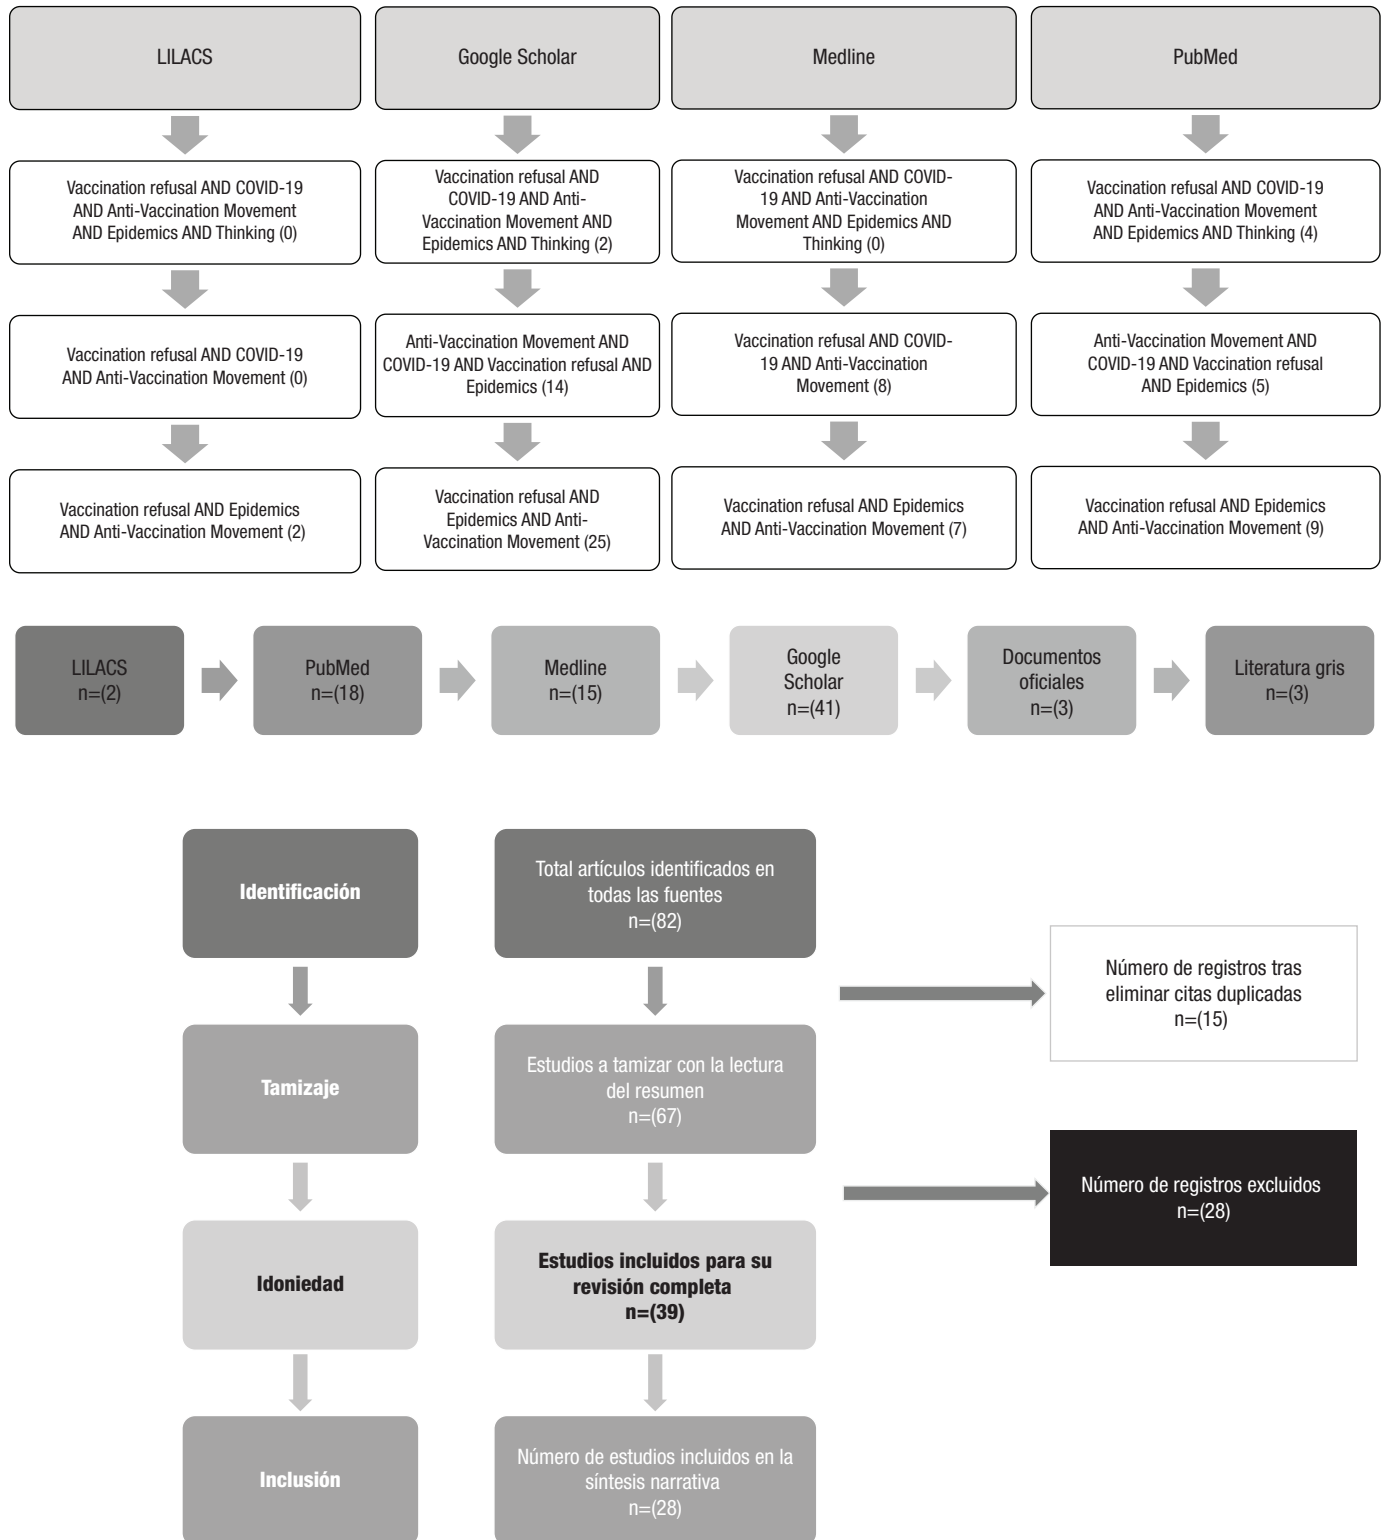 LILACS
Google Scholar
Medline
PubMed
Vaccination refusal AND COVID-19
AND Anti-Vaccination Movement
AND Epidemics AND Thinking (0)
Vaccination refusal AND
COVID-19 AND Anti-
Vaccination Movement AND
Epidemics AND Thinking (2)
Vaccination refusal AND COVID-
19 AND Anti-Vaccination
Movement AND Epidemics AND
Thinking (0)
Vaccination refusal AND COVID-19
AND Anti-Vaccination Movement
AND Epidemics AND Thinking (4)
Vaccination refusal AND COVID-19
AND Anti-Vaccination Movement (0)
Anti-Vaccination Movement AND
COVID-19 AND Vaccination refusal AND
Epidemics (14)
Vaccination refusal AND COVID-
19 AND Anti-Vaccination
Movement (8)
Anti-Vaccination Movement AND
COVID-19 AND Vaccination refusal
AND Epidemics (5)
Vaccination refusal AND Epidemics
AND Anti-Vaccination Movement (2)
Vaccination refusal AND
Epidemics AND Anti-
Vaccination Movement (25)
Vaccination refusal AND Epidemics
AND Anti-Vaccination Movement (7)
Vaccination refusal AND Epidemics
AND Anti-Vaccination Movement (9)
LILACS
n=(2)
PubMed
n=(18)
Medline
n=(15)
Google
Scholar
n=(41)
Documentos
oficiales
n=(3)
Literatura gris
n=(3)
Identificación
Total artículos identificados en
todas las fuentes
n=(82)
Número de registros tras
eliminar citas duplicadas
n=(15)
Tamizaje
Estudios a tamizar con la lectura
del resumen
n=(67)
Número de registros excluidos
n=(28)
Idoniedad
Estudios incluidos para su
revisión completa
n=(39)
Inclusión
Número de estudios incluidos en la
síntesis narrativa
n=(28)